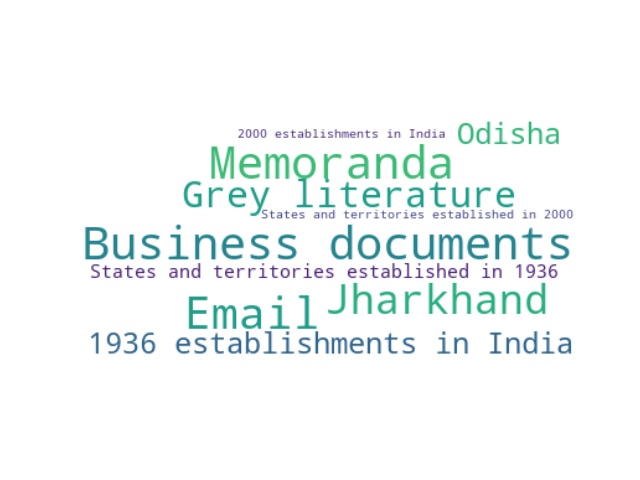 2000 establishments in India
Odisha
Memoranda
Grey literature
States and territories established in 2000
Business documents
States and territories established in 1936
Jharkhand
Email
1936 establishments in India